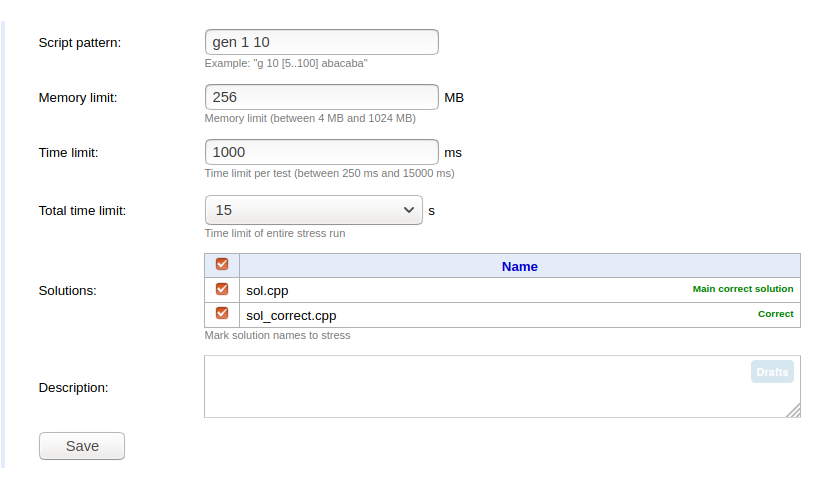 Script pattern: gen 1 10
Example: "g 10 [5..100] abacaba"
Memory limit: 256 MB
Memory limit (between 4 MB and 1024 MB)
Time limit: 1000 ms
Time limit per test (between 250 ms and 15000 ms)
Total time limit: 15 s
Time limit of entire stress run
Name
Solutions: sol.cpp Main correct solution
sol_correct.cpp Correct
Mark solution names to stress
Description: Drafts
Save